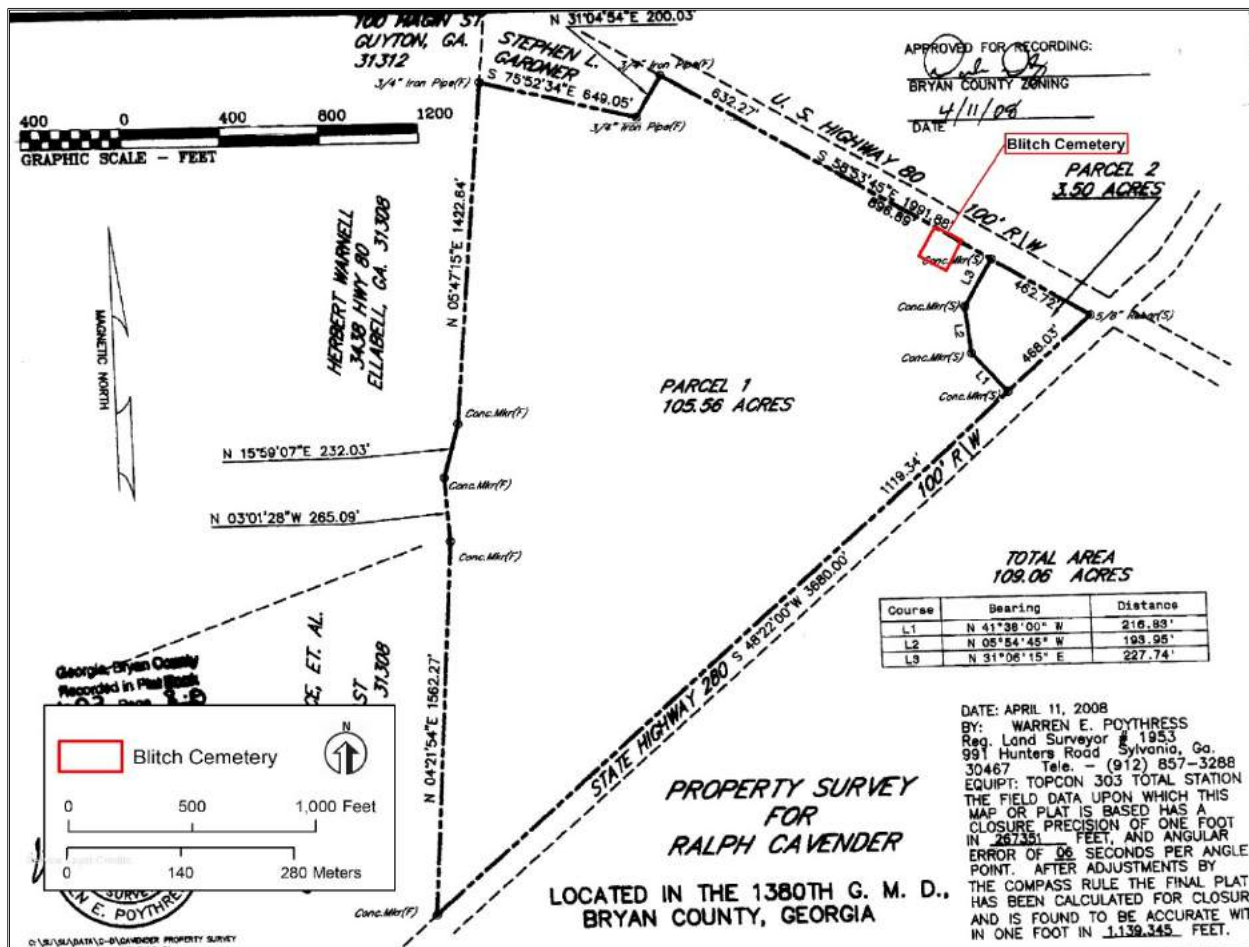 100 MAGIN ST
GUYTON, GA.
31312
N 31°04'54"E 200.03'
STEPHEN L.
GARDNER
S 75°52'34"E 649.05'
3/4" Iron Pipe(F)
3/4" Iron Pipe(F)
3/4" Iron Pipe(F)
APPROVED FOR RECORDING:
BRYAN COUNTY ZONING
4/11/08
DATE
400 0 400 800 1200
GRAPHIC SCALE - FEET
632.27'
U. S. HIGHWAY 80
100' R\W
S 58°53'45"E 1991.88'
896.89'
Blitch Cemetery
PARCEL 2
3.50 ACRES
Conc.Mkr(S)
L3
462.72'
5/8" Rebar(S)
Conc.Mkr(S)
L2
468.03'
Conc.Mkr(S)
L1
Conc.Mkr(S)
MAGNETIC NORTH
HERBERT WARNELL
3438 HWY 80
ELLABELL, GA. 31308
N 05°47'15"E 1422.64'
PARCEL 1
105.56 ACRES
Conc.Mkr(F)
N 15°59'07"E 232.03'
Conc.Mkr(F)
N 03°01'28"W 265.09'
Conc.Mkr(F)
1119.34'
100' R\W
STATE HIGHWAY 280 S 48°22'00"W 3680.00'
TOTAL AREA
109.06 ACRES
Course Bearing Distance
L1 N 41°38'00" W 216.83'
L2 N 05°54'45" W 193.95'
L3 N 31°06'15" E 227.74'
Georgia, Bryan County
Recorded in Plat Book
Page
CE, ET. AL.
ST
31308
N 04°21'54"E 1562.27'
Conc.Mkr(F)
Blitch Cemetery
N
0 500 1,000 Feet
0 140 280 Meters
SURVEY
EN E. POYTHRESS
PROPERTY SURVEY
FOR
RALPH CAVENDER
LOCATED IN THE 1380TH G. M. D.,
BRYAN COUNTY, GEORGIA
DATE: APRIL 11, 2008
BY: WARREN E. POYTHRESS
Reg. Land Surveyor # 1953
991 Hunters Road Sylvania, Ga.
30467 Tele. - (912) 857-3288
EQUIPT: TOPCON 303 TOTAL STATION
THE FIELD DATA UPON WHICH THIS
MAP OR PLAT IS BASED HAS A
CLOSURE PRECISION OF ONE FOOT
IN 267351 FEET, AND ANGULAR
ERROR OF 06 SECONDS PER ANGLE
POINT. AFTER ADJUSTMENTS BY
THE COMPASS RULE THE FINAL PLAT
HAS BEEN CALCULATED FOR CLOSUR
AND IS FOUND TO BE ACCURATE WIT
IN ONE FOOT IN 1,139,345 FEET.